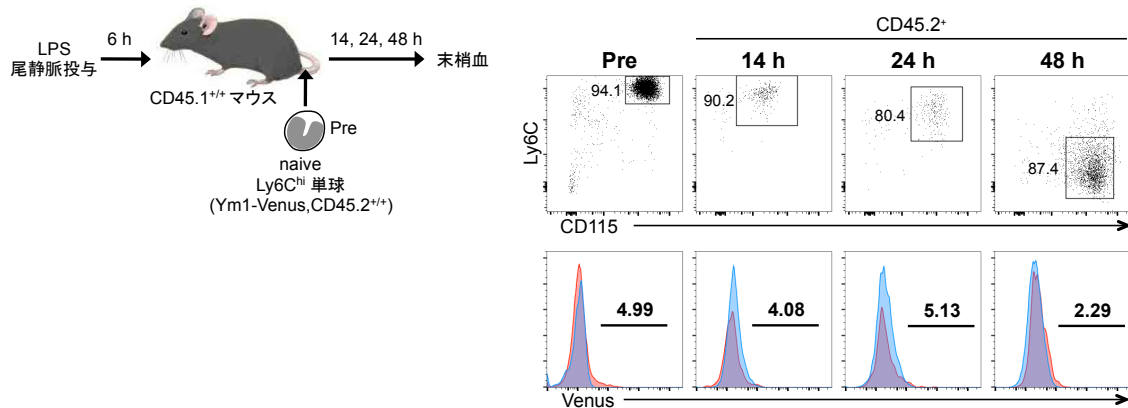 LPS
尾静脈投与
6 h
14, 24, 48 h
末梢血
CD45.1+/+ マウス
Pre
naive
Ly6Chi 単球
(Ym1-Venus,CD45.2+/+)
CD45.2+
Pre 14 h 24 h 48 h
94.1 90.2 80.4 87.4
Ly6C
CD115
4.99 4.08 5.13 2.29
Venus